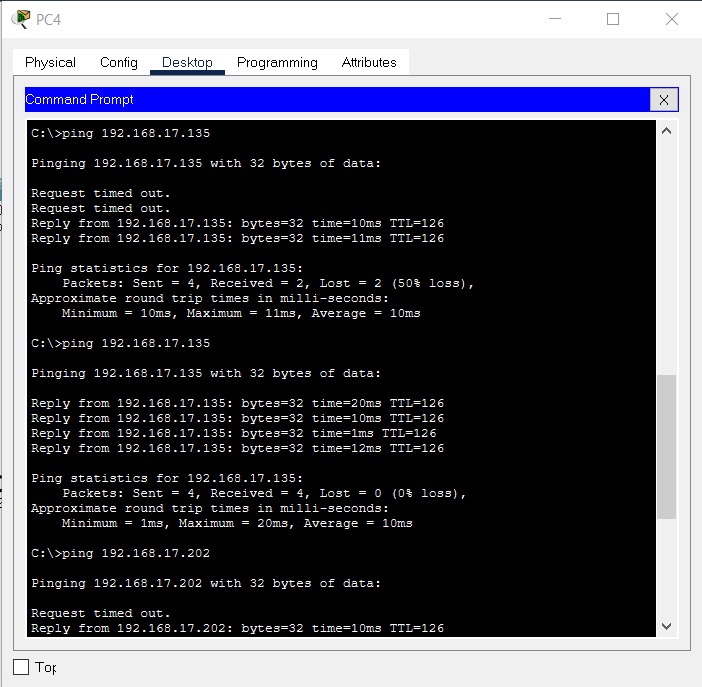 PC4
Physical Config Desktop Programming Attributes
Command Prompt
X
C:\>ping 192.168.17.135
Pinging 192.168.17.135 with 32 bytes of data:
Request timed out.
Request timed out.
Reply from 192.168.17.135: bytes=32 time=10ms TTL=126
Reply from 192.168.17.135: bytes=32 time=11ms TTL=126
Ping statistics for 192.168.17.135:
Packets: Sent = 4, Received = 2, Lost = 2 (50% loss),
Approximate round trip times in milli-seconds:
Minimum = 10ms, Maximum = 11ms, Average = 10ms
C:\>ping 192.168.17.135
Pinging 192.168.17.135 with 32 bytes of data:
Reply from 192.168.17.135: bytes=32 time=20ms TTL=126
Reply from 192.168.17.135: bytes=32 time=10ms TTL=126
Reply from 192.168.17.135: bytes=32 time=1ms TTL=126
Reply from 192.168.17.135: bytes=32 time=12ms TTL=126
Ping statistics for 192.168.17.135:
Packets: Sent = 4, Received = 4, Lost = 0 (0% loss),
Approximate round trip times in milli-seconds:
Minimum = 1ms, Maximum = 20ms, Average = 10ms
C:\>ping 192.168.17.202
Pinging 192.168.17.202 with 32 bytes of data:
Request timed out.
Reply from 192.168.17.202: bytes=32 time=10ms TTL=126
Top